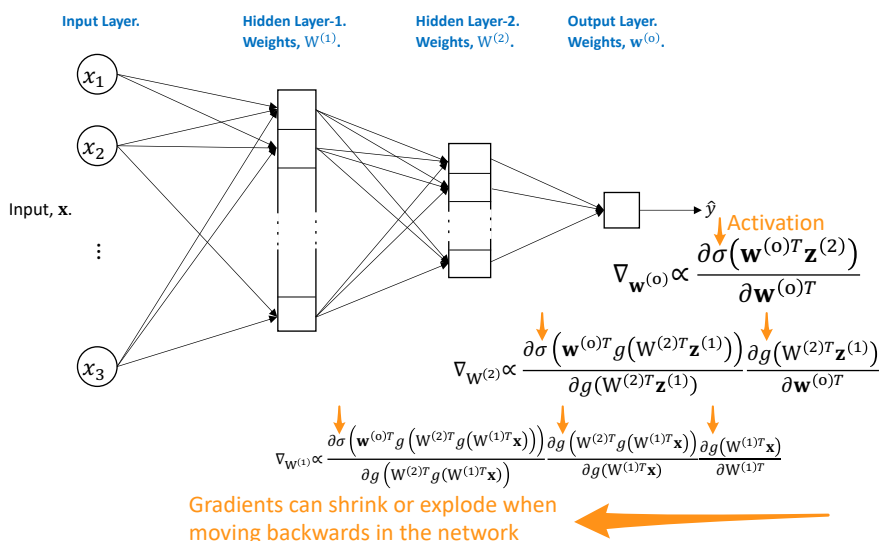 Input Layer.
Hidden Layer-1.
Weights, W⁽¹⁾.
Hidden Layer-2.
Weights, W⁽²⁾.
Output Layer.
Weights, 𝐰⁽ᵒ⁾.
x₁
x₂
Input, 𝐱.
⋮
x₃
ŷ
Activation
∇_{𝐰⁽ᵒ⁾} ∝ ∂σ(𝐰⁽ᵒ⁾ᵀ𝐳⁽²⁾) / ∂𝐰⁽ᵒ⁾ᵀ
∇_{W⁽²⁾} ∝ ∂σ(𝐰⁽ᵒ⁾ᵀg(W⁽²⁾ᵀ𝐳⁽¹⁾)) / ∂g(W⁽²⁾ᵀ𝐳⁽¹⁾) ∂g(W⁽²⁾ᵀ𝐳⁽¹⁾) / ∂𝐰⁽ᵒ⁾ᵀ
∇_{W⁽¹⁾} ∝ ∂σ(𝐰⁽ᵒ⁾ᵀg(W⁽²⁾ᵀg(W⁽¹⁾ᵀ𝐱))) / ∂g(W⁽²⁾ᵀg(W⁽¹⁾ᵀ𝐱)) ∂g(W⁽²⁾ᵀg(W⁽¹⁾ᵀ𝐱)) / ∂g(W⁽¹⁾ᵀ𝐱) ∂g(W⁽¹⁾ᵀ𝐱) / ∂W⁽¹⁾ᵀ
Gradients can shrink or explode when
moving backwards in the network